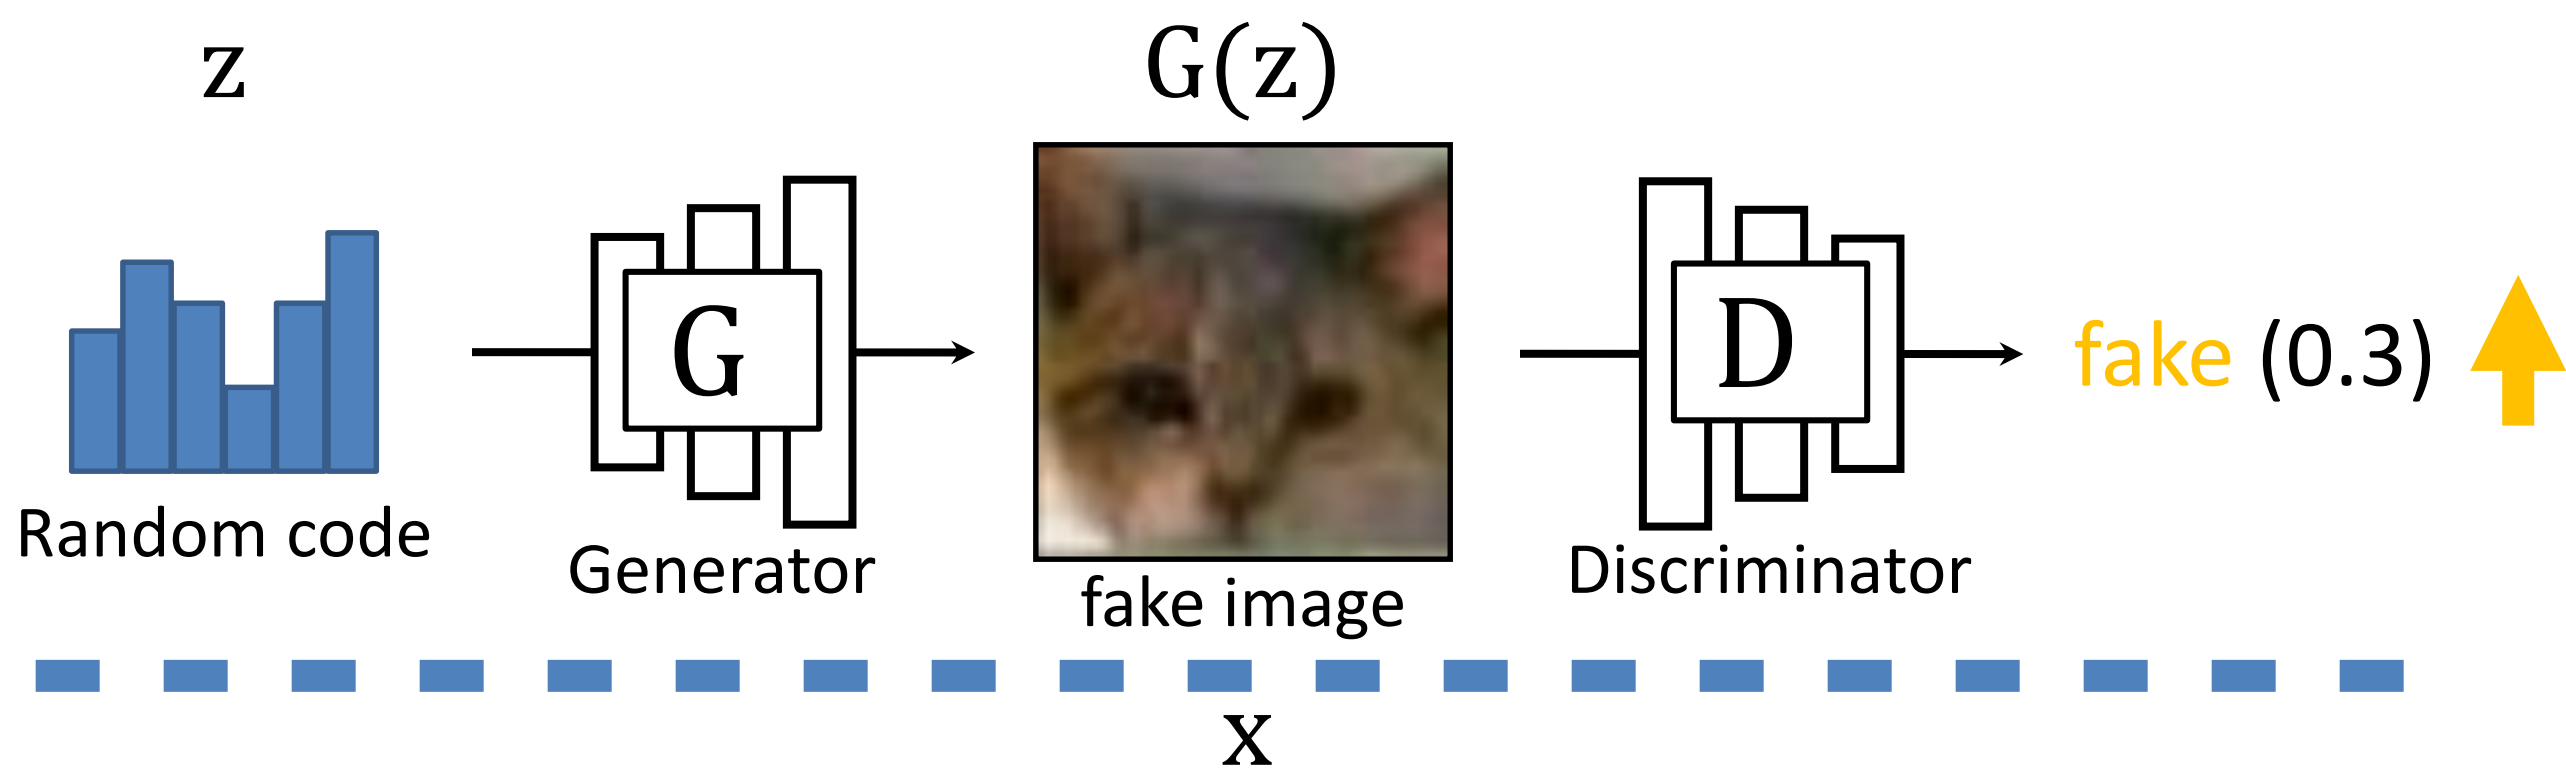 z
G(z)
G
D
fake (0.3)
Random code
Generator
fake image
Discriminator
x